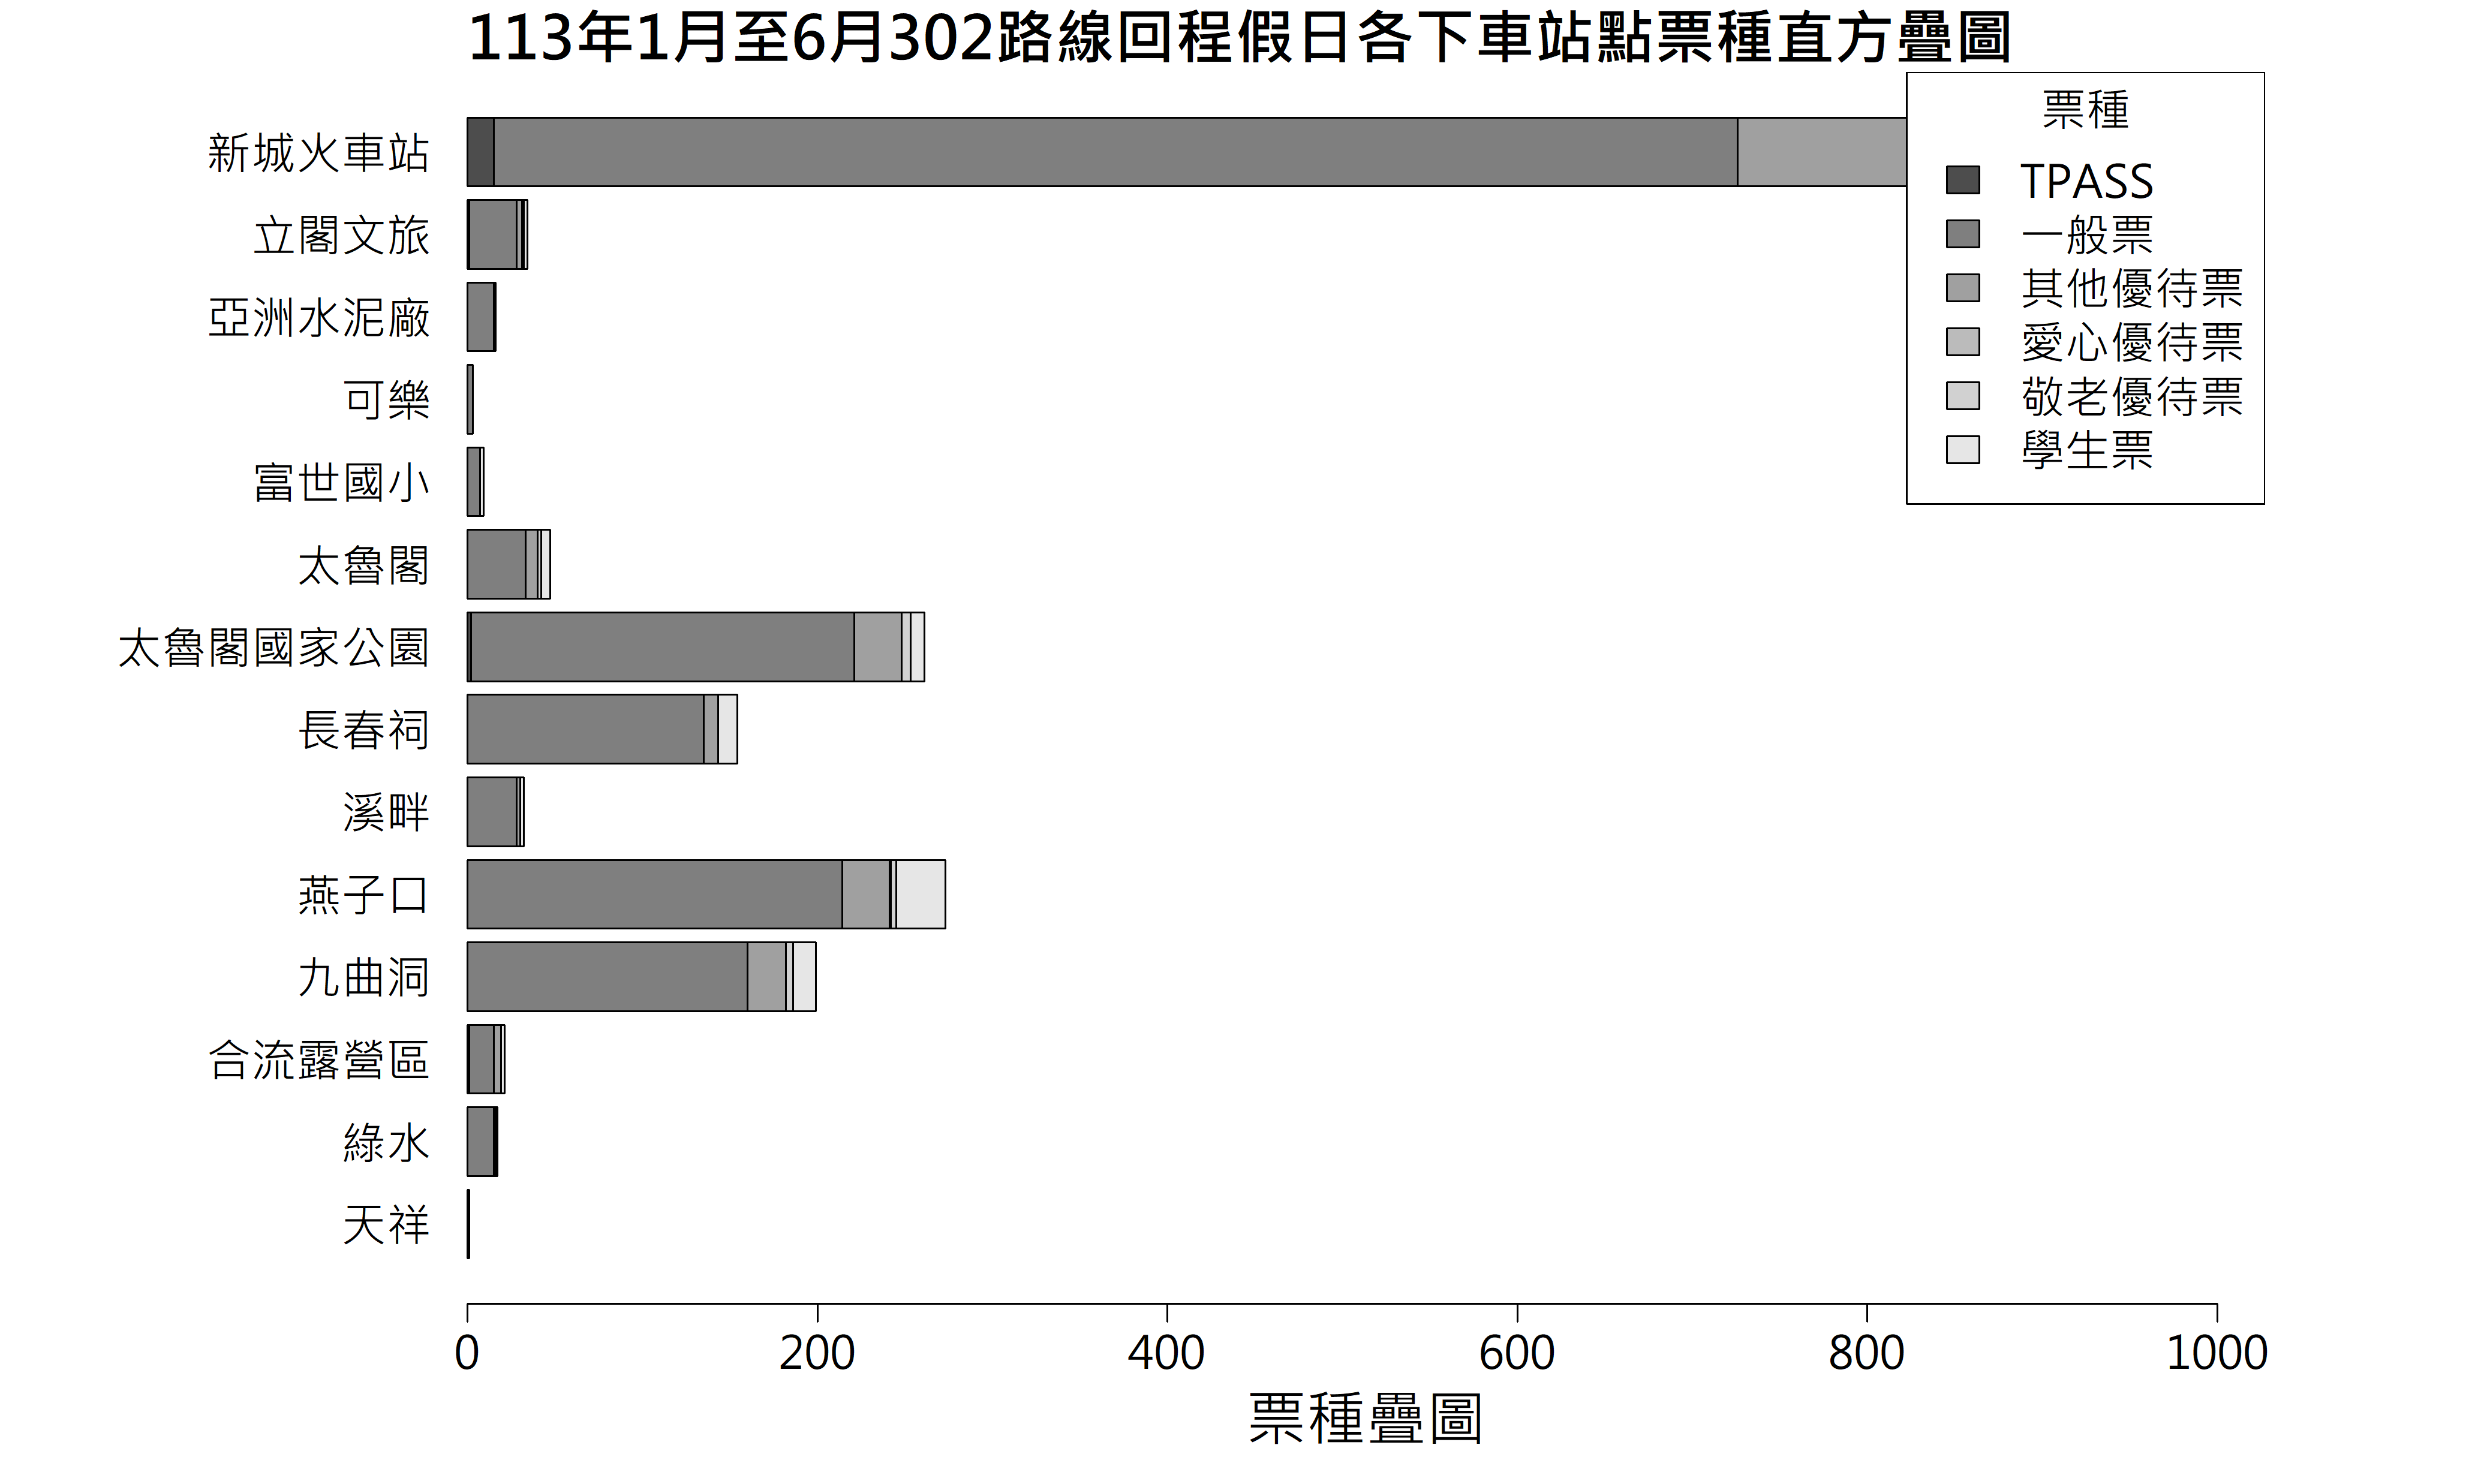 113年1月至6月302路線回程假日各下車站點票種直方疊圖
票種
TPASS
一般票
其他優待票
愛心優待票
敬老優待票
學生票
新城火車站
立閣文旅
亞洲水泥廠
可樂
富世國小
太魯閣
太魯閣國家公園
長春祠
溪畔
燕子口
九曲洞
合流露營區
綠水
天祥
0 200 400 600 800 1000
票種疊圖